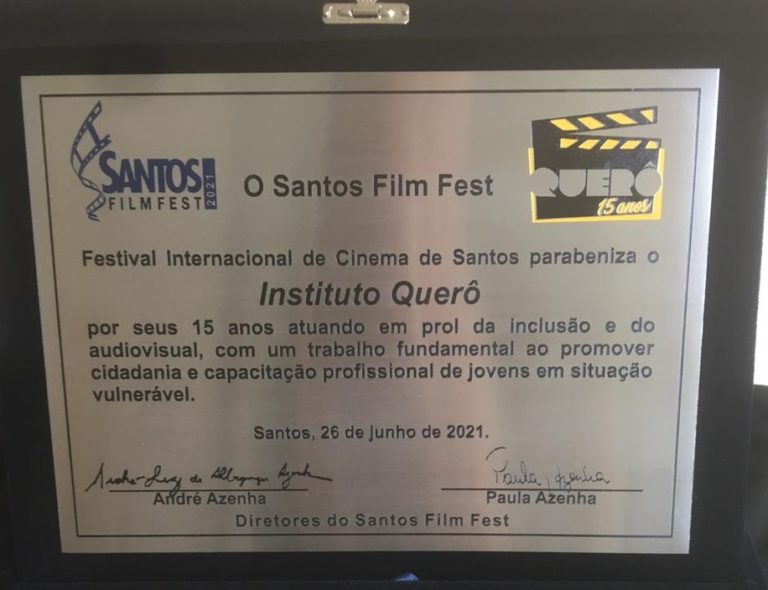 SANTOS
FILMFEST
2021
O Santos Film Fest
QUERÔ
15 anos
Festival Internacional de Cinema de Santos parabeniza o
Instituto Querô
por seus 15 anos atuando em prol da inclusão e do
audiovisual, com um trabalho fundamental ao promover
cidadania e capacitação profissional de jovens em situação
vulnerável.
Santos, 26 de junho de 2021.
Paula Azenha
André Azenha
Paula Azenha
Diretores do Santos Film Fest